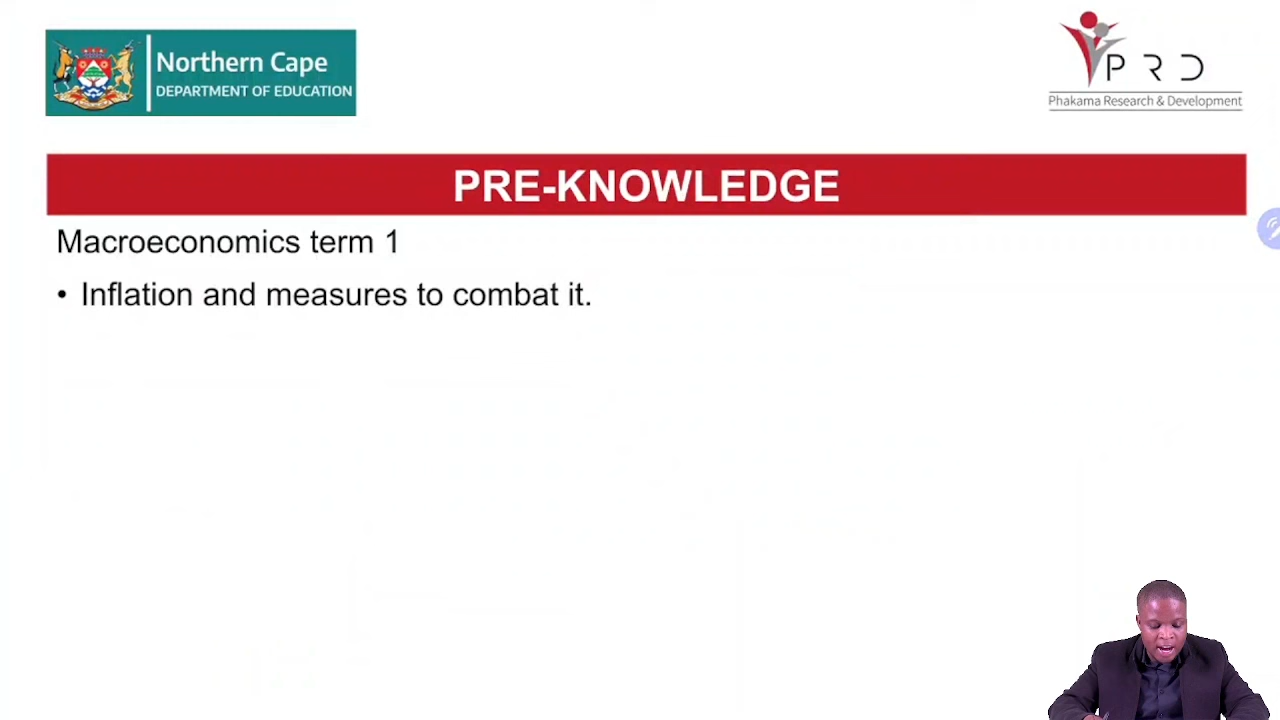 Northern Cape
DEPARTMENT OF EDUCATION
PRD
Phakama Research & Development
PRE-KNOWLEDGE
Macroeconomics term 1
• Inflation and measures to combat it.